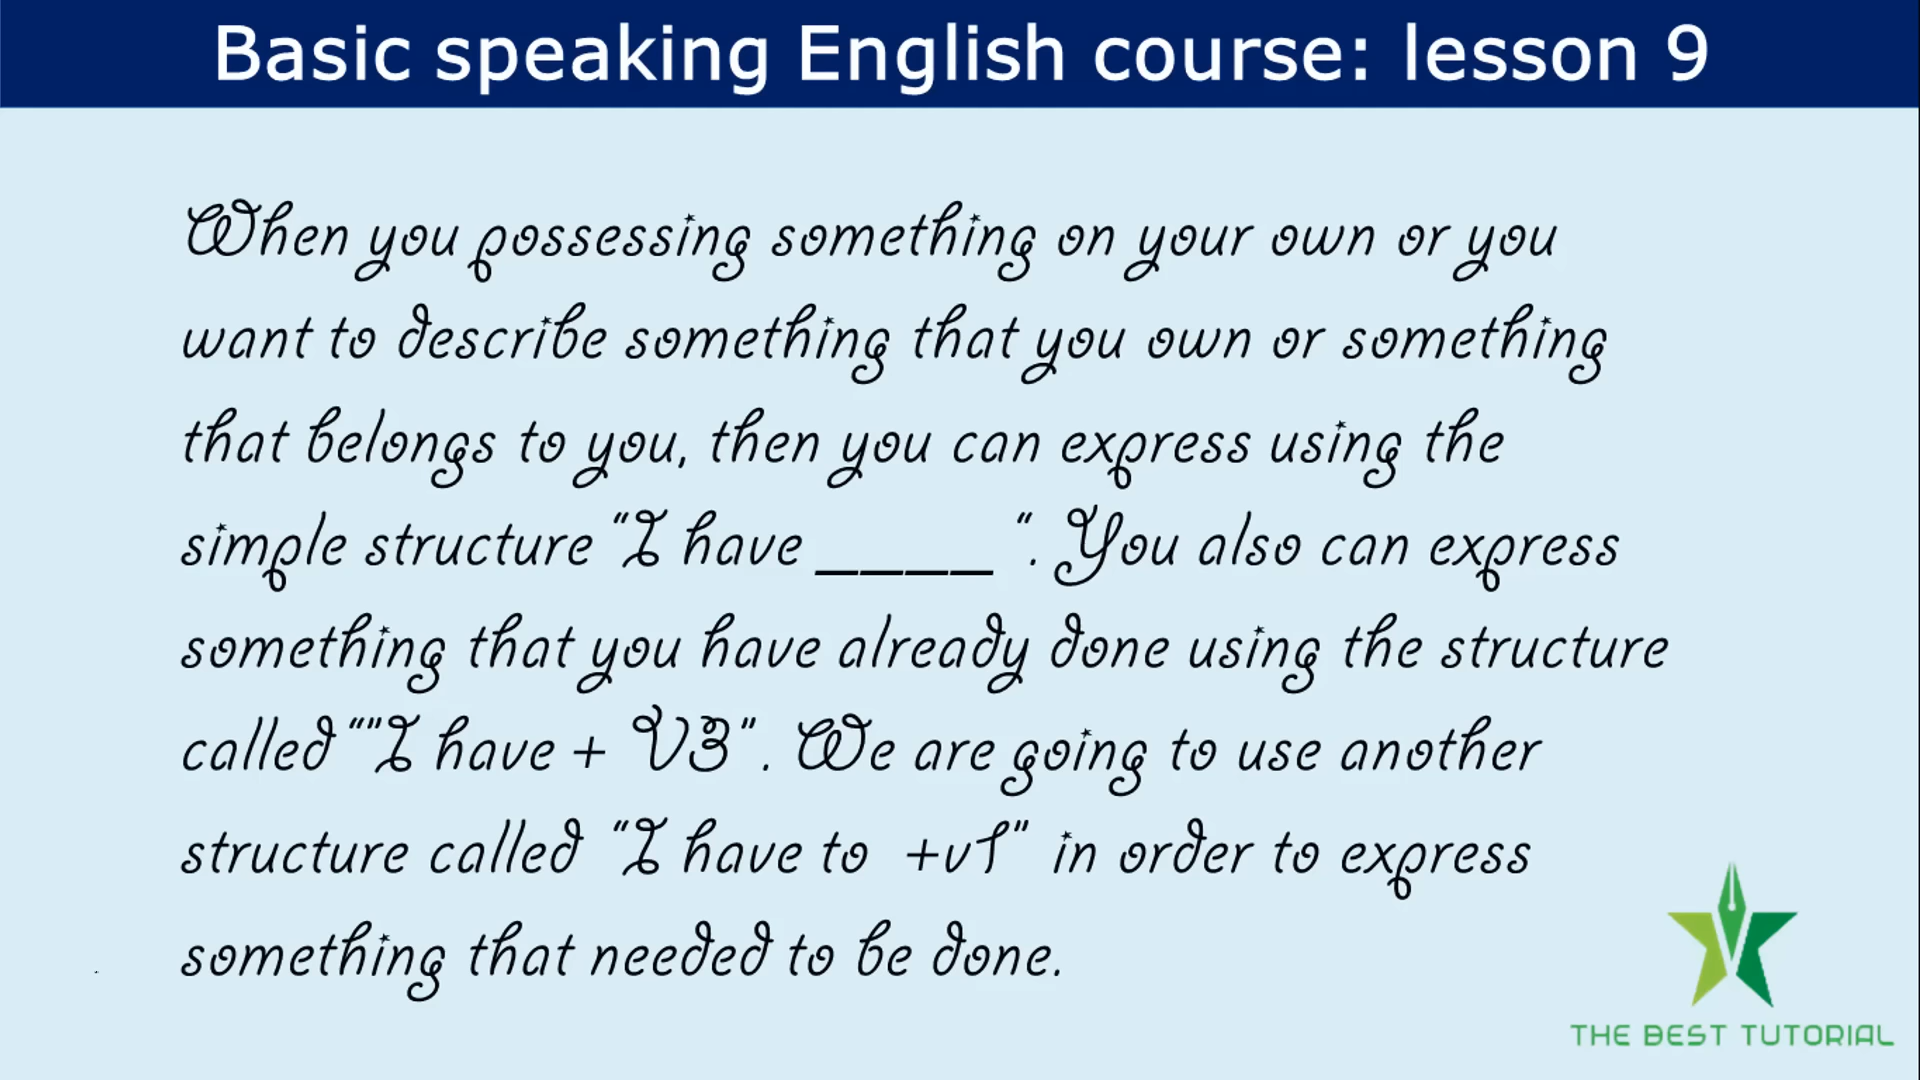 Basic speaking English course: lesson 9
When you possessing something on your own or you
want to describe something that you own or something
that belongs to you, then you can express using the
simple structure "I have ____ ". You also can express
something that you have already done using the structure
called ""I have + V3". We are going to use another
structure called "I have to +v1" in order to express
something that needed to be done.
THE BEST TUTORIAL